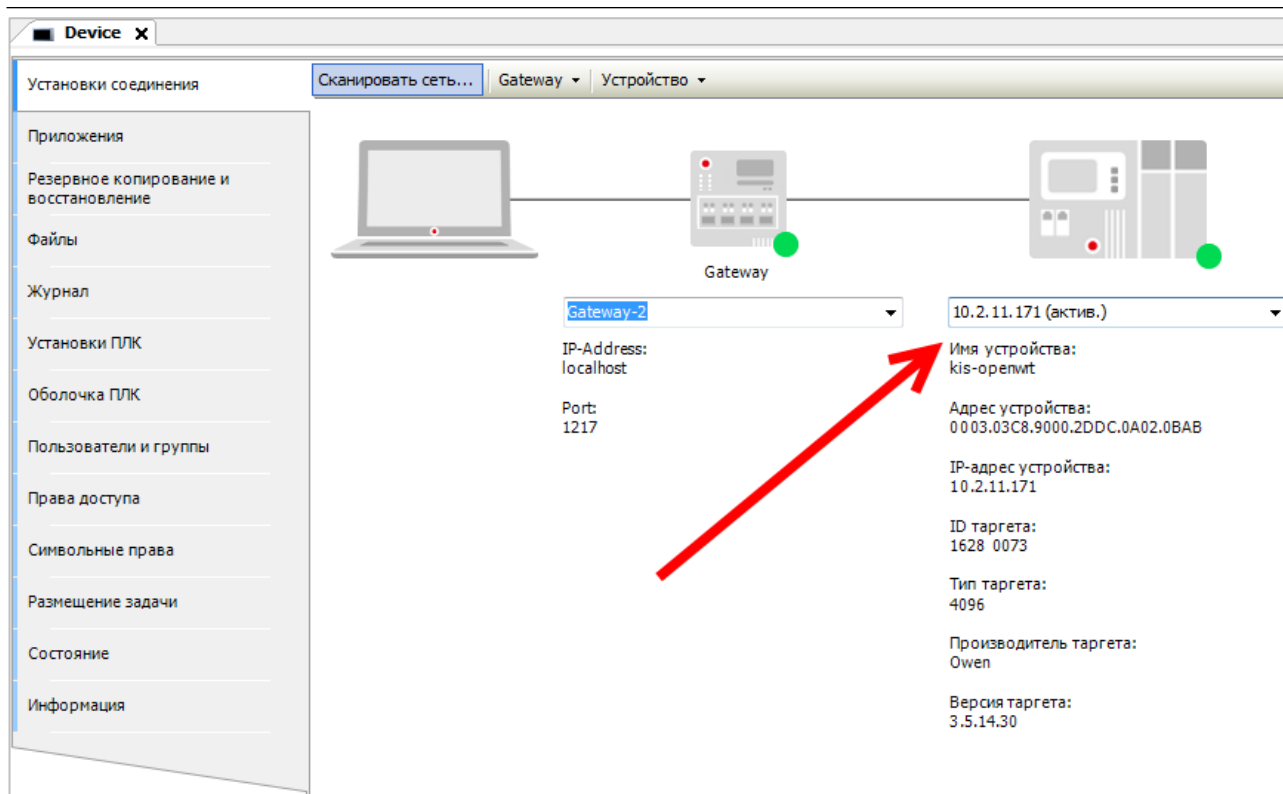 Device X
Установки соединения
Приложения
Резервное копирование и
восстановление
Файлы
Журнал
Установки ПЛК
Оболочка ПЛК
Пользователи и группы
Права доступа
Символьные права
Размещение задачи
Состояние
Информация
Сканировать сеть... Gateway Устройство
Gateway
Gateway-2
IP-Address:
localhost
Port:
1217
10.2.11.171 (актив.)
Имя устройства:
kis-openwt
Адрес устройства:
0003.03C8.9000.2DDC.0A02.0BAB
IP-адрес устройства:
10.2.11.171
ID таргета:
1628 0073
Тип таргета:
4096
Производитель таргета:
Owen
Версия таргета:
3.5.14.30